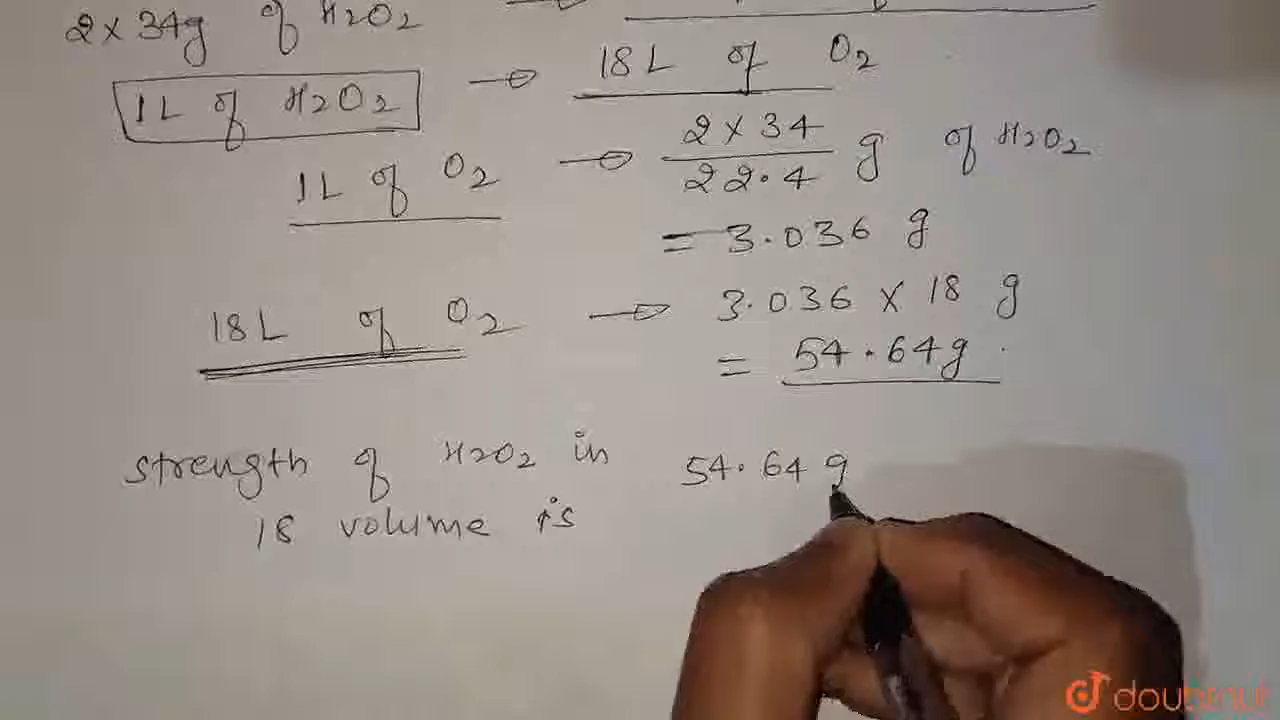 2 × 34g of H2O2 →
1L of H2O2 → 18L of O2
1L of O2 → 2 × 34 / 22.4 g of H2O2
= 3.036 g
18L of O2 → 3.036 × 18 g
= 54.64g
strength of H2O2 in 54.64 g
18 volume is
doubtnut